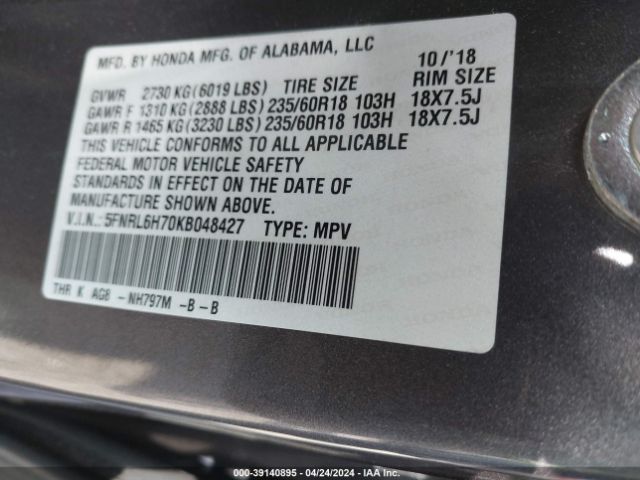 MFD. BY HONDA MFG. OF ALABAMA, LLC 10/'18
GVWR 2730 KG (6019 LBS) TIRE SIZE RIM SIZE
GAWR F 1310 KG (2888 LBS) 235/60R18 103H 18X7.5J
GAWR R 1465 KG (3230 LBS) 235/60R18 103H 18X7.5J
THIS VEHICLE CONFORMS TO ALL APPLICABLE
FEDERAL MOTOR VEHICLE SAFETY
STANDARDS IN EFFECT ON THE DATE OF
MANUFACTURE SHOWN ABOVE.
V.I.N.: 5FNRL6H70KB048427 TYPE: MPV
THR K AG8 -NH797M -B-B
000-39140895 - 04/24/2024 - IAA LLC